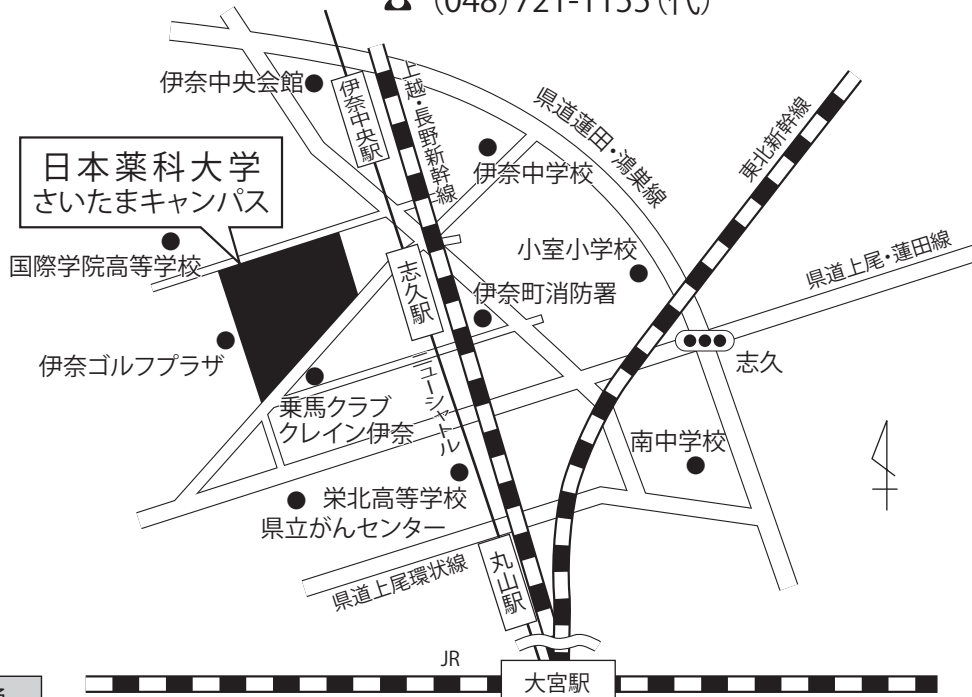 (048)721-1155(代)
伊奈中央会館
伊奈中央駅
上越・長野新幹線
県道蓮田・鴻巣線
東北新幹線
日本薬科大学
さいたまキャンパス
伊奈中学校
国際学院高等学校
志久駅
小室小学校
県道上尾・蓮田線
伊奈町消防署
伊奈ゴルフプラザ
志久
乗馬クラブ
クレイン伊奈
ニューシャトル
南中学校
栄北高等学校
県立がんセンター
県道上尾環状線
丸山駅
JR
大宮駅